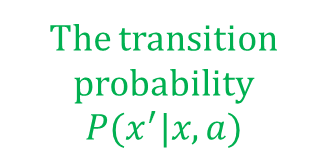 The transition
probability
P(x′|x, a)